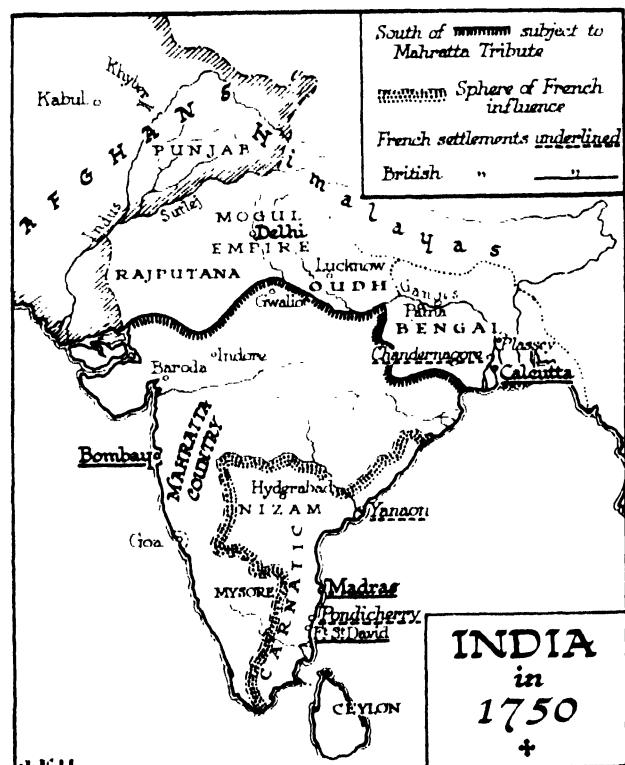 South of subject to
Mahratta Tribute
Sphere of French
influence
French settlements underlined
British " "
Khyber
Kabul
AFGHANS
PUNJAB
Himalayas
Indus
Sutlej
MOGUL
Delhi
EMPIRE
RAJPUTANA
Lucknow
OUDH
Ganges
Gwalior
Patna
BENGAL
Plassey
Chandernagore
Indore
Baroda
Calcutta
MAHRATTA
COUNTRY
Bombay
Hyderabad
NIZAM
Yanaon
Goa
CARNATIC
MYSORE
Madras
Pondicherry
Ft St David
CEYLON
INDIA
in
1750